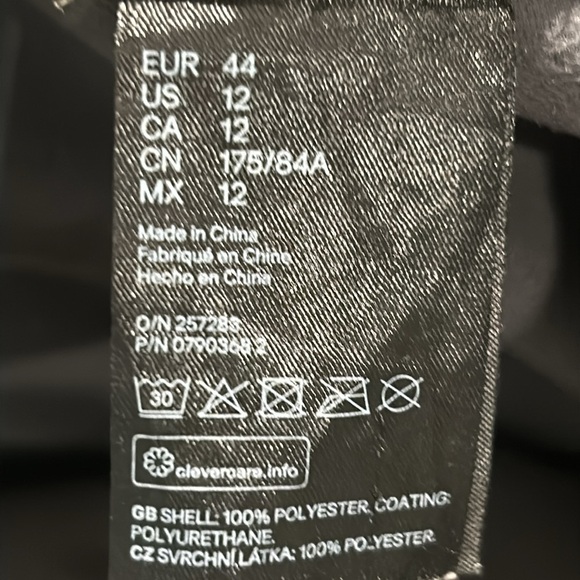 EUR 44
US 12
CA 12
CN 175/84A
MX 12
Made in China
Fabriqué en Chine
Hecho en China
O/N 257288
P/N 0790368 2
30
clevercare.info
GB SHELL: 100% POLYESTER. COATING:
POLYURETHANE.
CZ SVRCHNÍ LÁTKA: 100% POLYESTER.